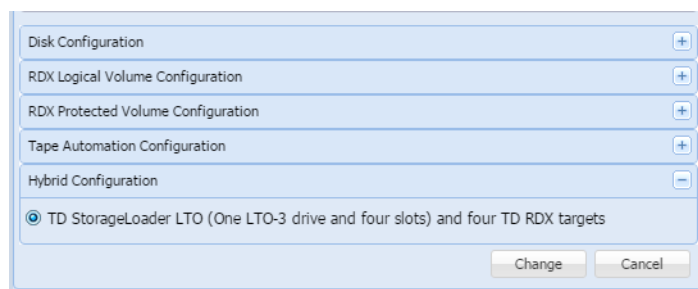 Disk Configuration
RDX Logical Volume Configuration
RDX Protected Volume Configuration
Tape Automation Configuration
Hybrid Configuration
TD StorageLoader LTO (One LTO-3 drive and four slots) and four TD RDX targets
Change Cancel